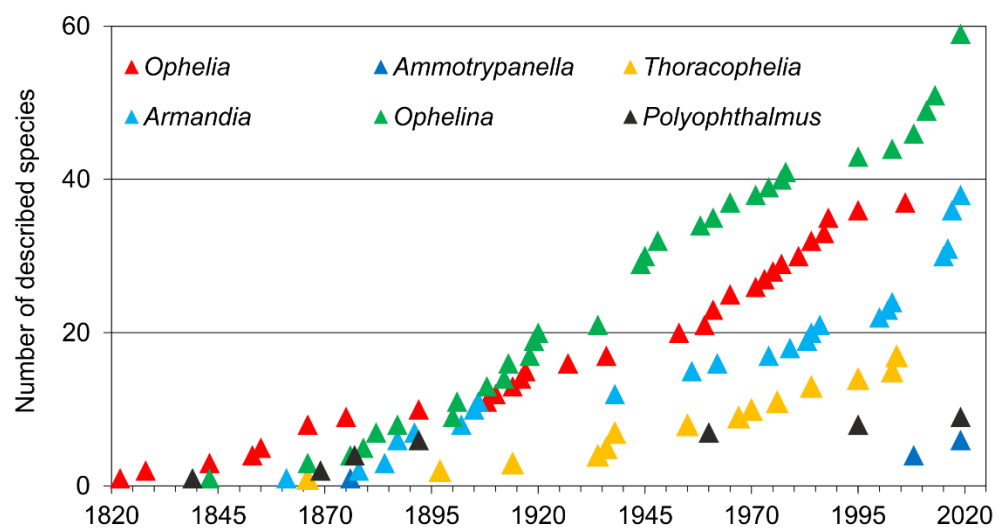 60
Ophelia Ammotrypanella Thoracophelia
Armandia Ophelina Polyophthalmus
40
20
0
Number of described species
1820 1845 1870 1895 1920 1945 1970 1995 2020